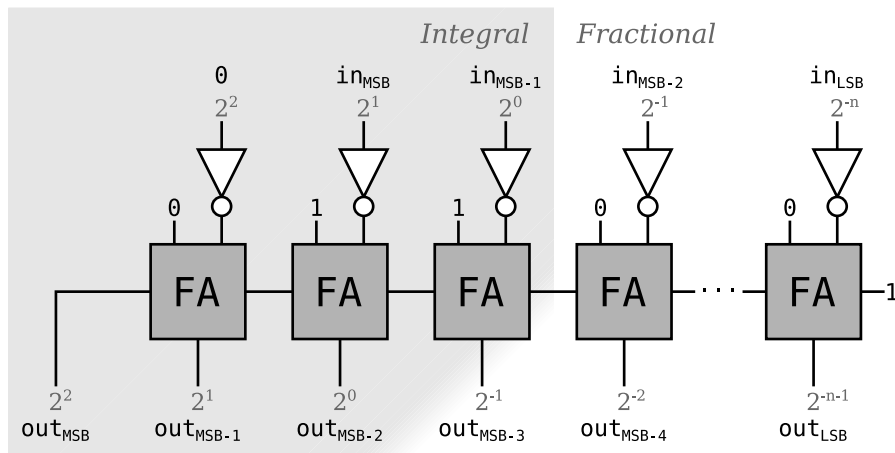 Integral Fractional
0 in_MSB in_MSB-1 in_MSB-2 in_LSB
2^2 2^1 2^0 2^-1 2^-n
0 1 1 0 0
FA FA FA FA ... FA 1
2^2 2^1 2^0 2^-1 2^-2 2^-n-1
out_MSB out_MSB-1 out_MSB-2 out_MSB-3 out_MSB-4 out_LSB